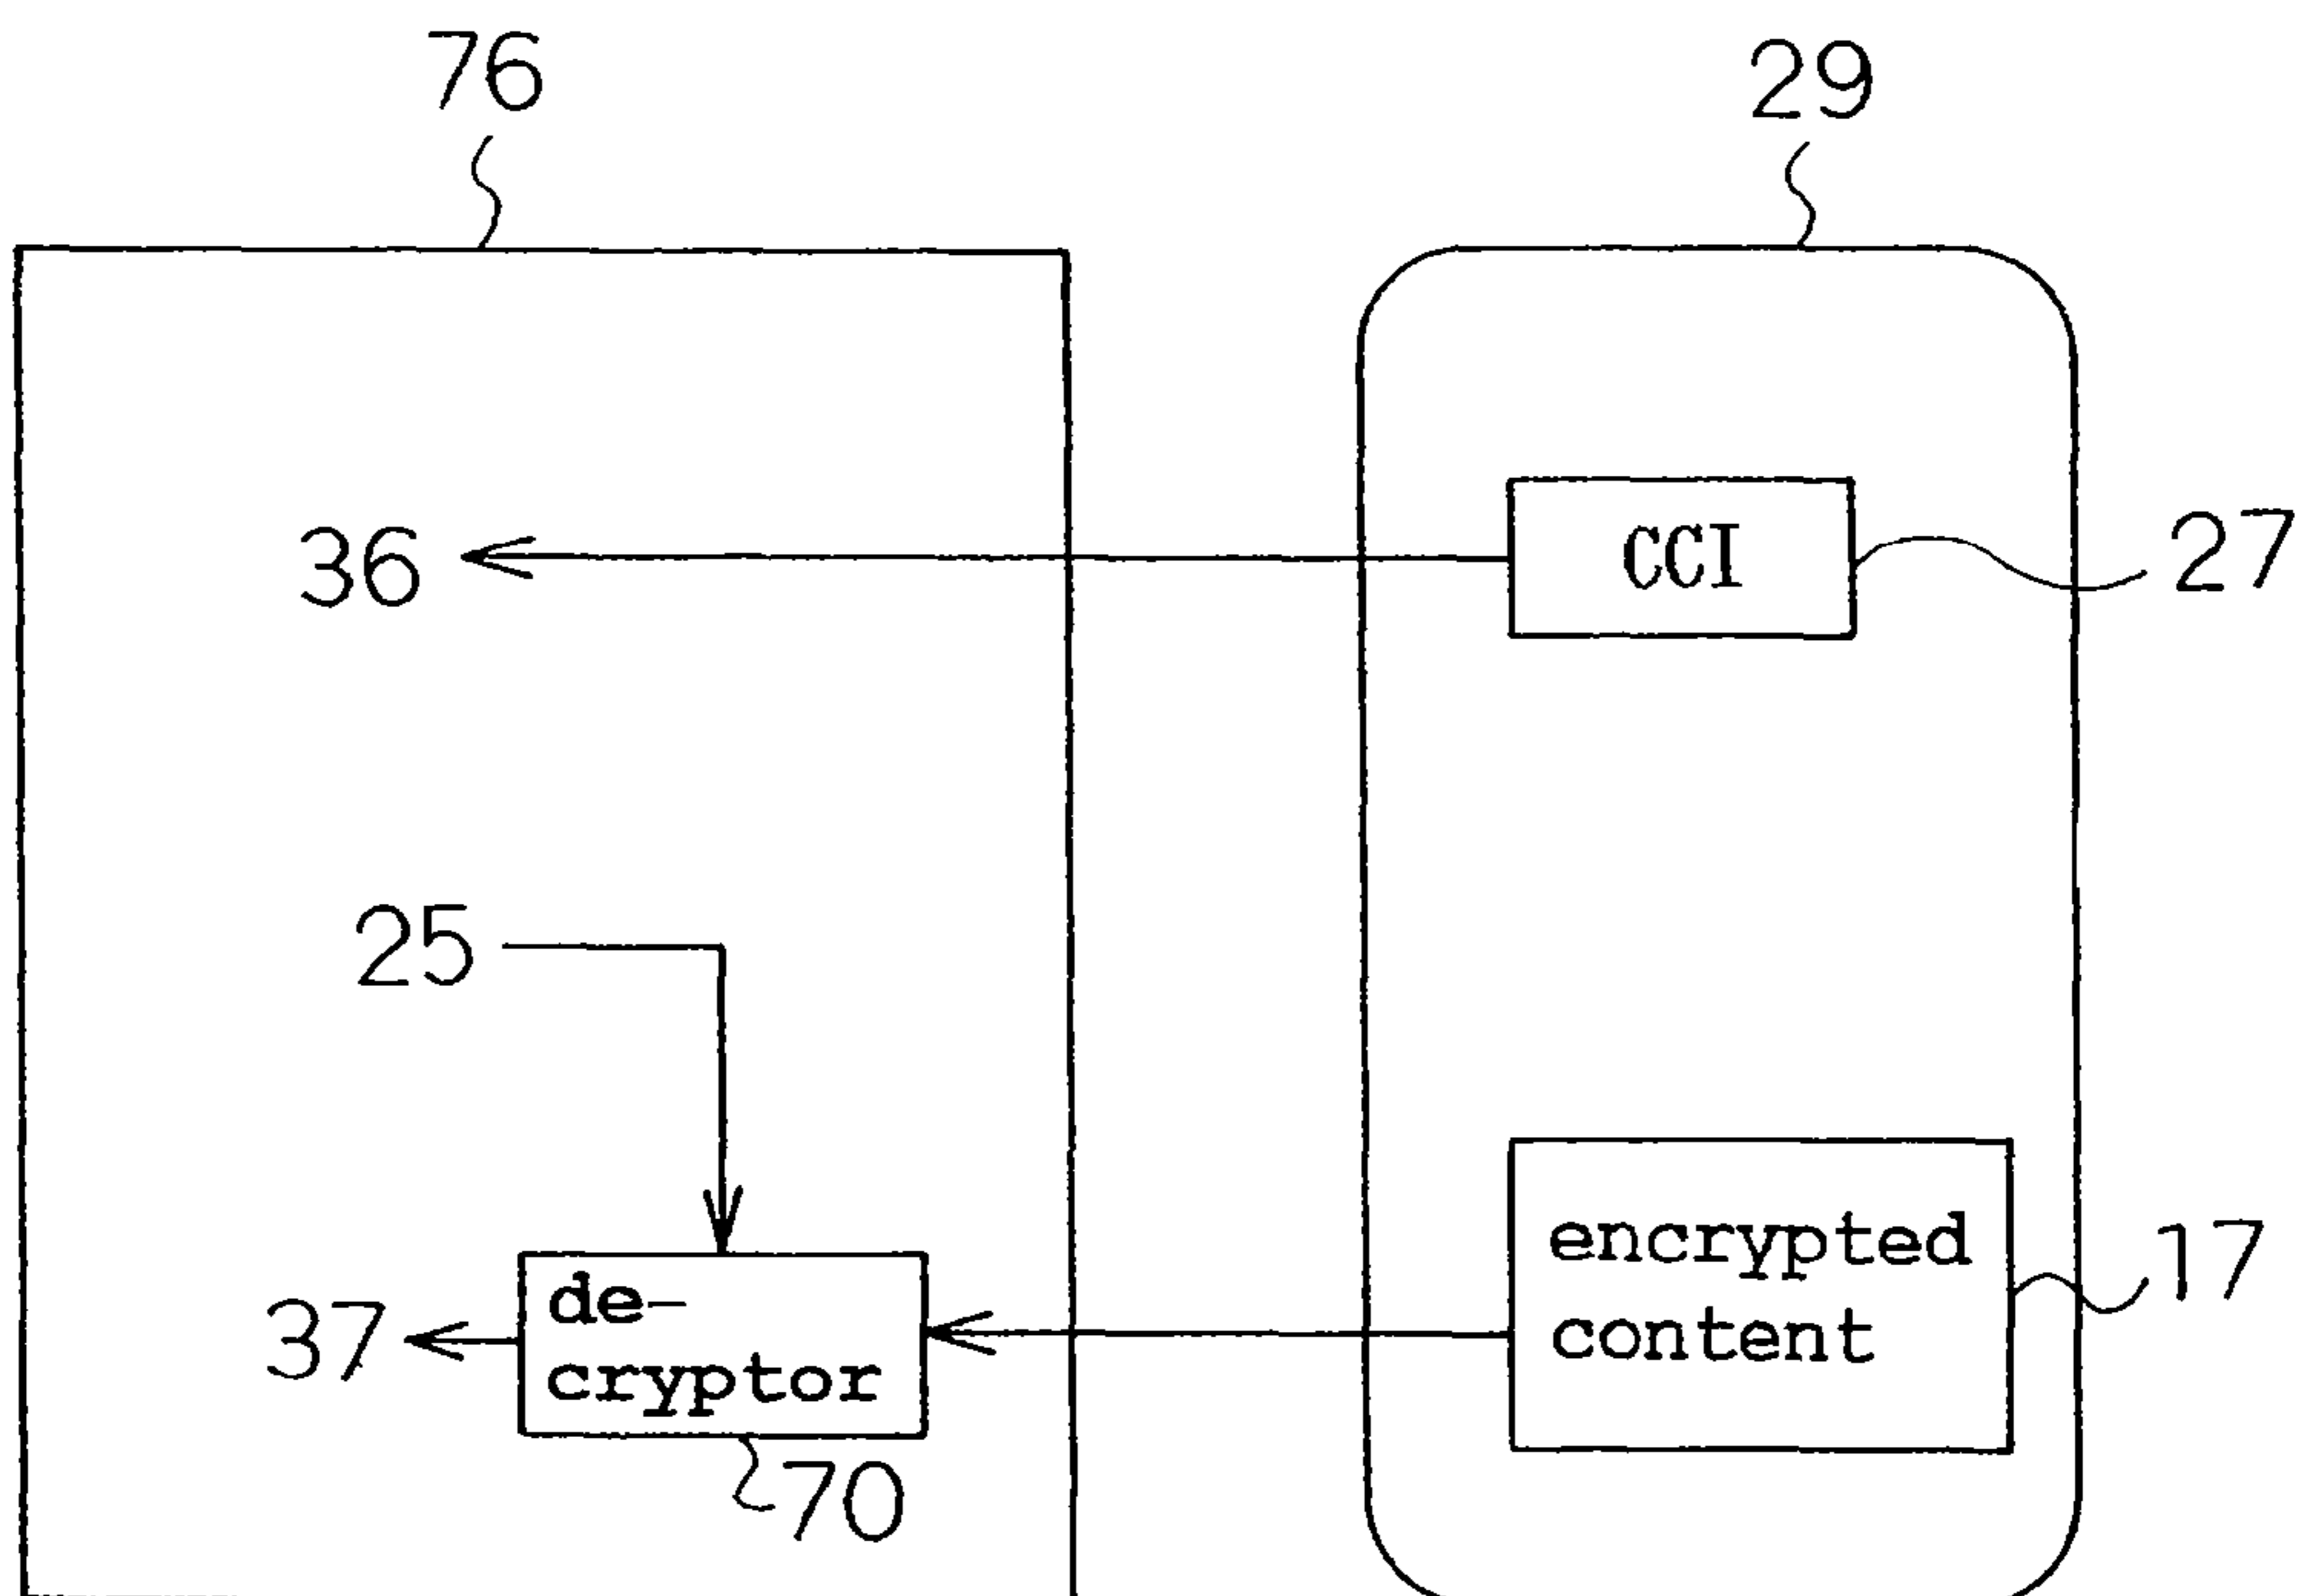 76
29
CCI
27
36
25
encrypted
content
17
de-
cryptor
37
70